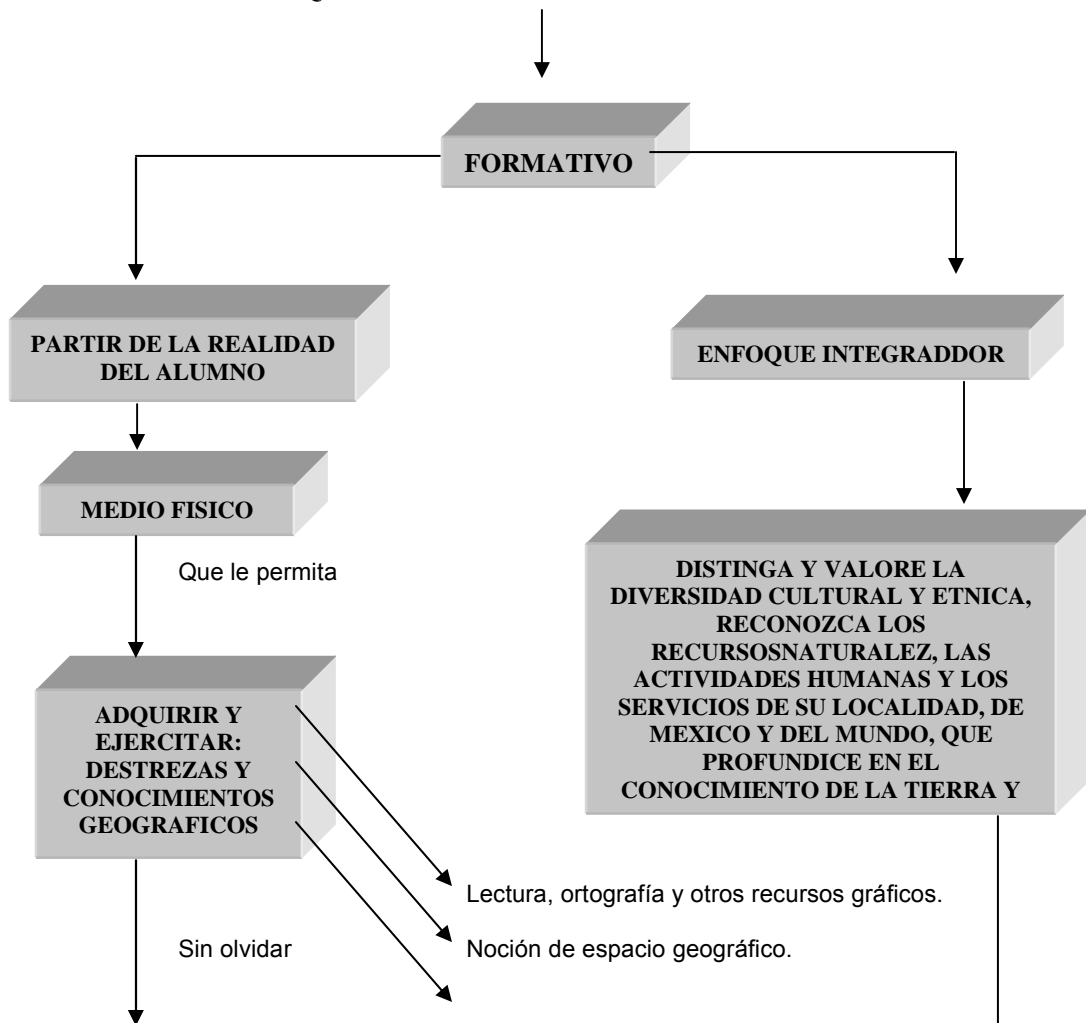 FORMATIVO
PARTIR DE LA REALIDAD
DEL ALUMNO
ENFOQUE INTEGRADDOR
MEDIO FISICO
Que le permita
DISTINGA Y VALORE LA
DIVERSIDAD CULTURAL Y ETNICA,
RECONOZCA LOS
RECURSOSNATURALEZ, LAS
ACTIVIDADES HUMANAS Y LOS
SERVICIOS DE SU LOCALIDAD, DE
MEXICO Y DEL MUNDO, QUE
PROFUNDICE EN EL
CONOCIMIENTO DE LA TIERRA Y
ADQUIRIR Y
EJERCITAR:
DESTREZAS Y
CONOCIMIENTOS
GEOGRAFICOS
Lectura, ortografía y otros recursos gráficos.
Sin olvidar
Noción de espacio geográfico.